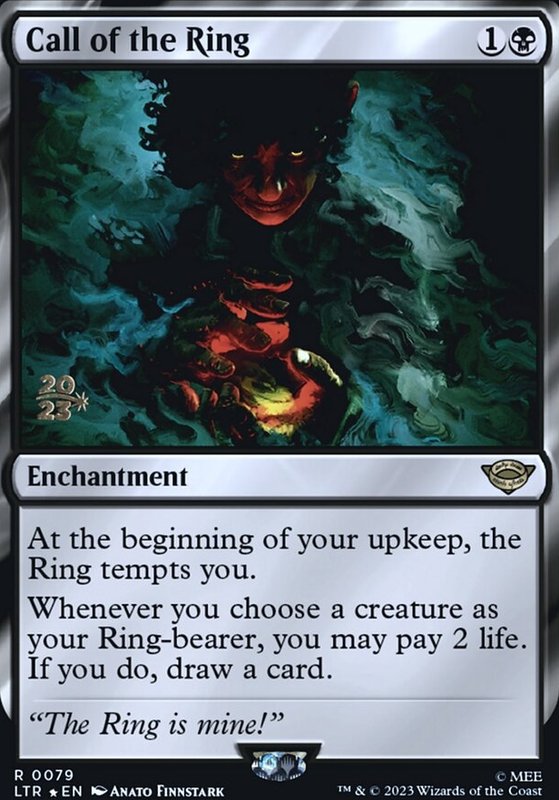 Call of the Ring 1
20
23
Enchantment
At the beginning of your upkeep, the
Ring tempts you.
Whenever you choose a creature as
your Ring-bearer, you may pay 2 life.
If you do, draw a card.
“The Ring is mine!”
R 0079
LTR ★ EN Anato Finnstark
© MEE
™ & © 2023 Wizards of the Coast